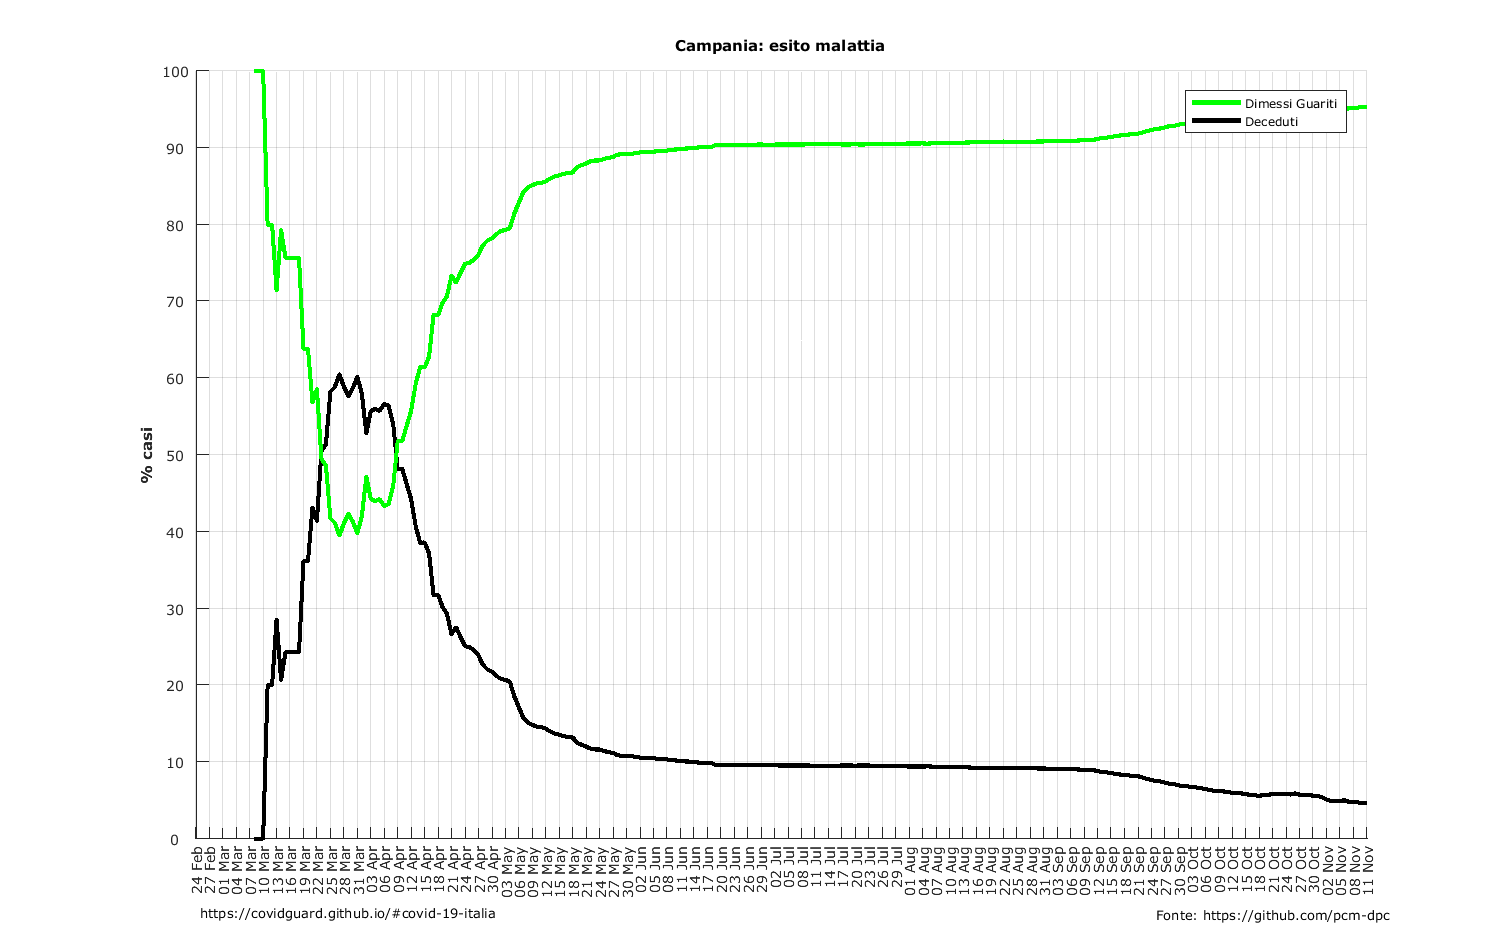 Campania: esito malattia
100
90
80
70
60
50
40
30
20
10
0
% casi
Dimessi Guariti
Deceduti
24 Feb
27 Feb
01 Mar
04 Mar
07 Mar
10 Mar
13 Mar
16 Mar
19 Mar
22 Mar
25 Mar
28 Mar
31 Mar
03 Apr
06 Apr
09 Apr
12 Apr
15 Apr
18 Apr
21 Apr
24 Apr
27 Apr
30 Apr
03 May
06 May
09 May
12 May
15 May
18 May
21 May
24 May
27 May
30 May
02 Jun
05 Jun
08 Jun
11 Jun
14 Jun
17 Jun
20 Jun
23 Jun
26 Jun
29 Jun
02 Jul
05 Jul
08 Jul
11 Jul
14 Jul
17 Jul
20 Jul
23 Jul
26 Jul
29 Jul
01 Aug
04 Aug
07 Aug
10 Aug
13 Aug
16 Aug
19 Aug
22 Aug
25 Aug
28 Aug
31 Aug
03 Sep
06 Sep
09 Sep
12 Sep
15 Sep
18 Sep
21 Sep
24 Sep
27 Sep
30 Sep
03 Oct
06 Oct
09 Oct
12 Oct
15 Oct
18 Oct
21 Oct
24 Oct
27 Oct
30 Oct
02 Nov
05 Nov
08 Nov
11 Nov
https://covidguard.github.io/#covid-19-italia
Fonte: https://github.com/pcm-dpc